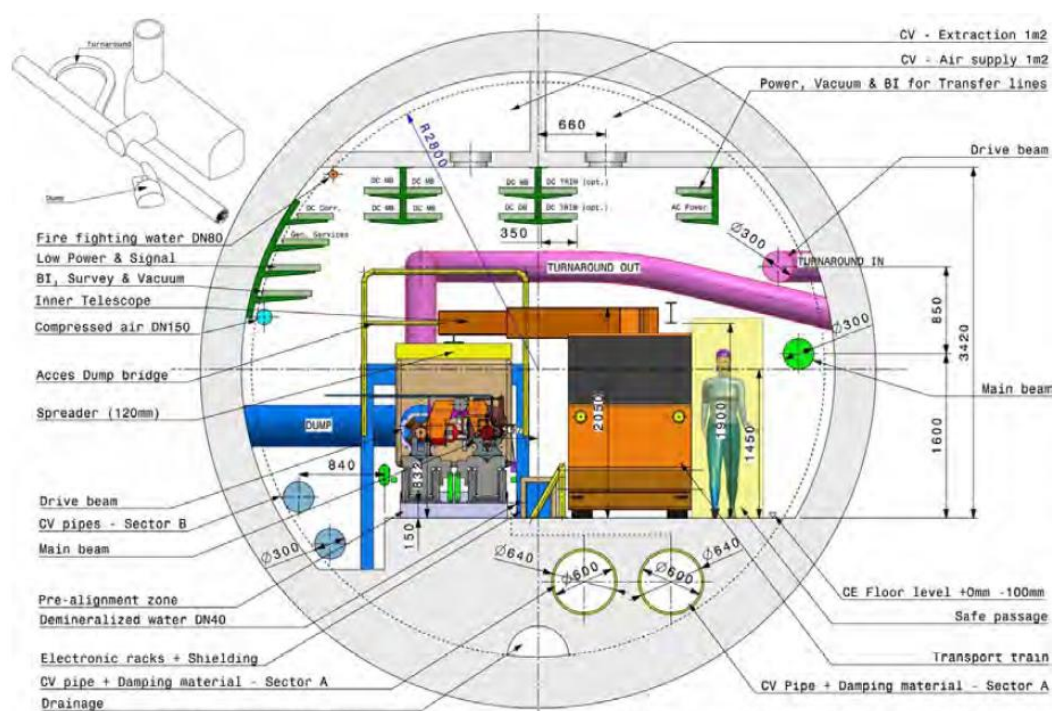 Turnaround
Dump
CV - Extraction 1m2
CV - Air supply 1m2
Power, Vacuum & BI for Transfer lines
Drive beam
660
R2800
DC MB
DC MB
DC MB
DC TRIM (opt.)
DC MB
DC MB
DC DB
DC TRIM (opt.)
AC Power
DC Corr.
Gen. Services
350
Ø300
TURNAROUND OUT
TURNAROUND IN
Fire fighting water DN80
Low Power & Signal
BI, Survey & Vacuum
Inner Telescope
Compressed air DN150
Acces Dump bridge
Spreader (120mm)
850
3420
Ø300
Main beam
1600
DUMP
2050
1900
1450
840
832
150
Drive beam
CV pipes - Sector B
Main beam
Ø300
Pre-alignment zone
Demineralized water DN40
Electronic racks + Shielding
CV pipe + Damping material - Sector A
Drainage
Ø640
Ø600
Ø600
Ø640
CE Floor level +0mm -100mm
Safe passage
Transport train
CV Pipe + Damping material - Sector A